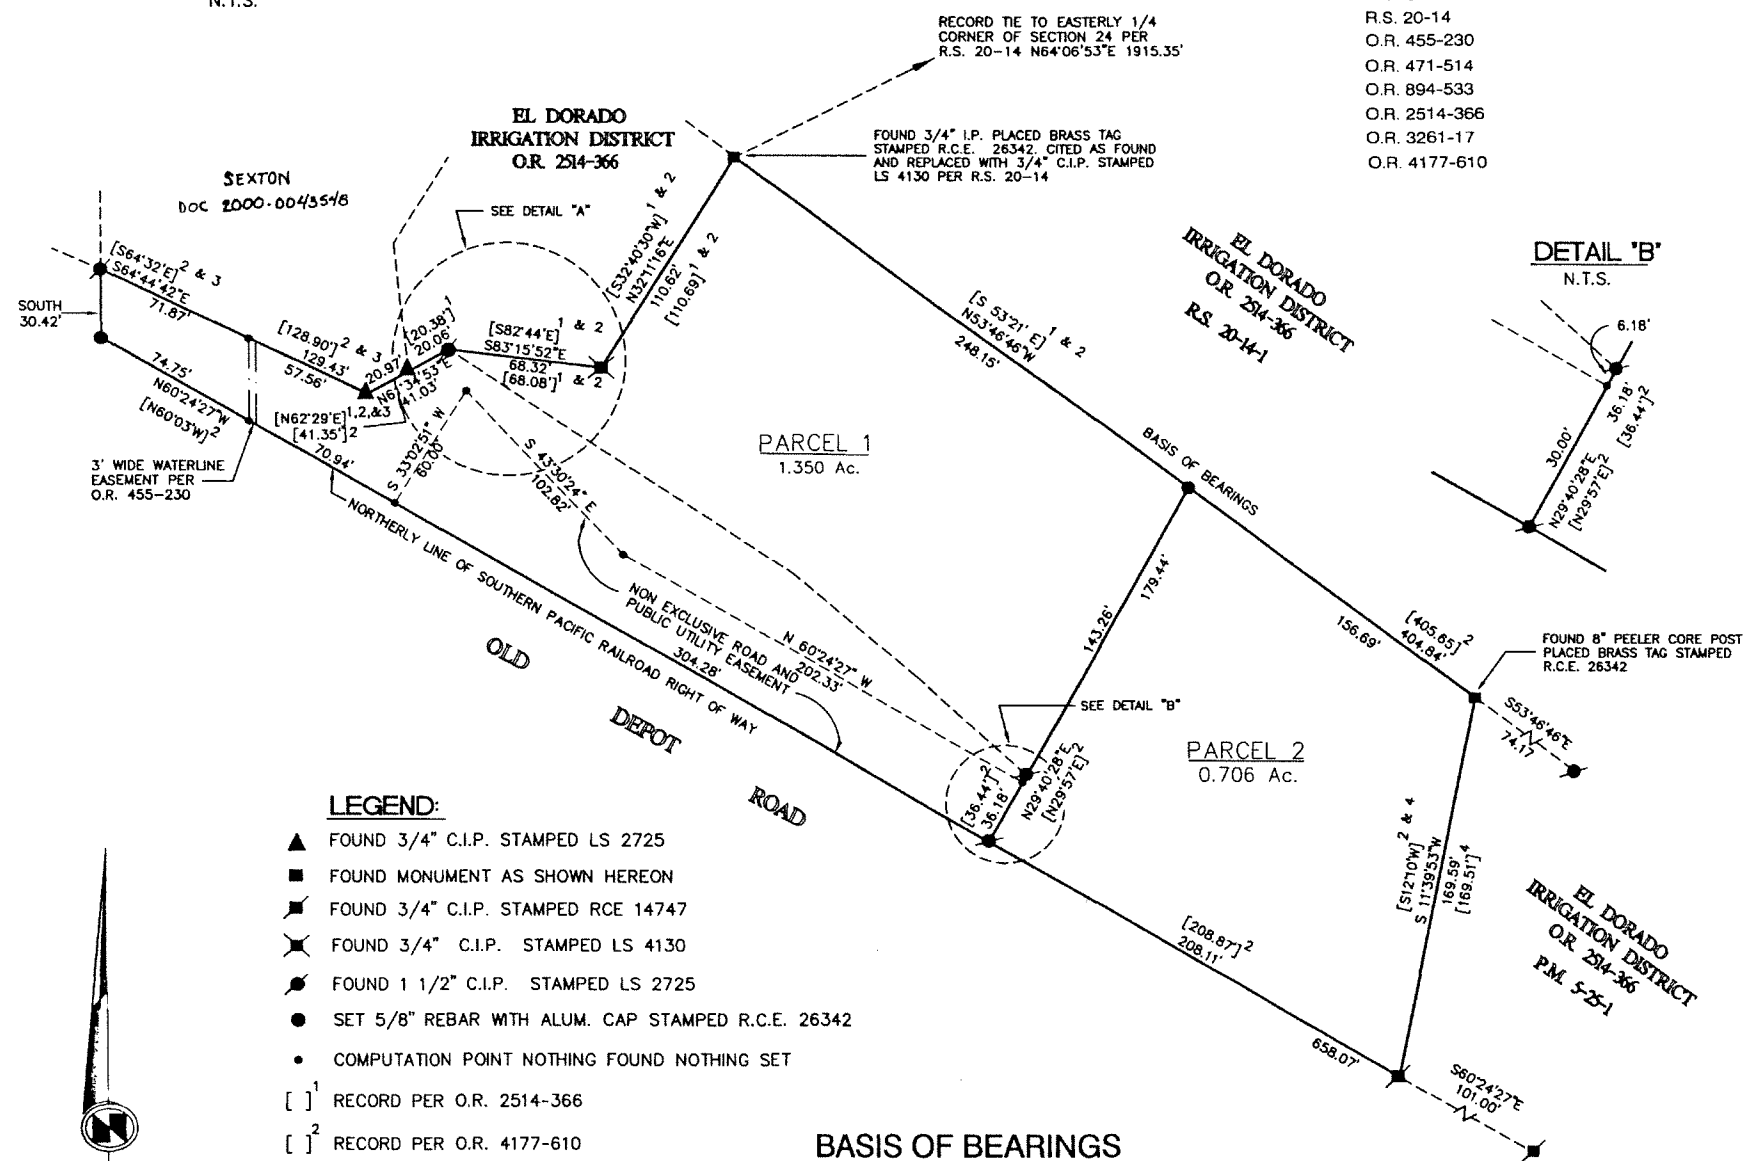 N.T.S.
RECORD TIE TO EASTERLY 1/4
CORNER OF SECTION 24 PER
R.S. 20-14 N64°06'53"E 1915.35'
R.S. 20-14
O.R. 455-230
O.R. 471-514
O.R. 894-533
O.R. 2514-366
O.R. 3261-17
O.R. 4177-610
EL DORADO
IRRIGATION DISTRICT
O.R. 2514-366
FOUND 3/4" I.P. PLACED BRASS TAG
STAMPED R.C.E. 26342. CITED AS FOUND
AND REPLACED WITH 3/4" C.I.P. STAMPED
LS 4130 PER R.S. 20-14
SEXTON
DOC 2000-0043548
SEE DETAIL "A"
[S32°40'30"W]1 & 2
N32°11'16"E
110.62'
[110.69]1 & 2
EL DORADO
IRRIGATION DISTRICT
O.R. 2514-366
R.S. 20-14-1
DETAIL "B"
N.T.S.
6.18'
36.18'
[36.44']2
30.00'
N29°40'28"E
[N29°57'E]2
[S64°32'E]2 & 3
S64°44'42"E
71.87'
SOUTH
30.42'
[128.90']2 & 3
129.43'
57.56'
[20.38']
20.06'
20.97'
N61°34'53"E
41.03'
[N62°29'E]1,2,&3
[41.35']2
[S82°44'E]1 & 2
S83°15'52"E
68.32'
[68.08']1 & 2
[S 53°21' E]1 & 2
N53°46'46"W
248.15'
74.75'
N60°24'27"W
[N60°03'W]2
70.94'
3' WIDE WATERLINE
EASEMENT PER
O.R. 455-230
S 33°02'51" W
60.00'
S 43°30'24" E
102.82'
PARCEL 1
1.350 Ac.
BASIS OF BEARINGS
NORTHERLY LINE OF SOUTHERN PACIFIC RAILROAD RIGHT OF WAY
304.28'
NON EXCLUSIVE ROAD AND
PUBLIC UTILITY EASEMENT
N 60°24'27" W
202.33'
143.26'
179.44'
156.69'
[405.65]2
404.84'
FOUND 8" PEELER CORE POST
PLACED BRASS TAG STAMPED
R.C.E. 26342
S53°46'46"E
74.17
OLD
DEPOT
ROAD
SEE DETAIL "B"
[36.44']2
36.18'
N29°40'28"E
[N29°57'E]2
PARCEL 2
0.706 Ac.
[S12°10'W]2 & 4
S 11°39'53"W
169.59'
[169.51']4
EL DORADO
IRRIGATION DISTRICT
O.R. 2514-366
P.M. 5-25-1
[208.87']2
208.11'
658.07'
S60°24'27"E
101.00'
LEGEND:
FOUND 3/4" C.I.P. STAMPED LS 2725
FOUND MONUMENT AS SHOWN HEREON
FOUND 3/4" C.I.P. STAMPED RCE 14747
FOUND 3/4" C.I.P. STAMPED LS 4130
FOUND 1 1/2" C.I.P. STAMPED LS 2725
SET 5/8" REBAR WITH ALUM. CAP STAMPED R.C.E. 26342
COMPUTATION POINT NOTHING FOUND NOTHING SET
[ ]1 RECORD PER O.R. 2514-366
[ ]2 RECORD PER O.R. 4177-610
N
BASIS OF BEARINGS